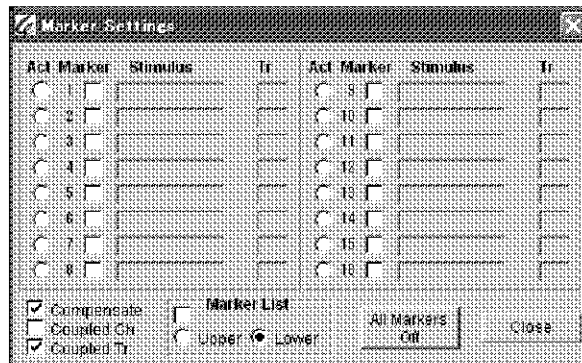 Marker Settings
Act Marker Stimulus Tr Act Marker Stimulus Tr
1 9
2 10
3 11
4 12
5 13
6 14
7 15
8 16
Compensate
Coupled Ch
Coupled Tr
Marker List
Upper Lower
All Markers
Off
Close